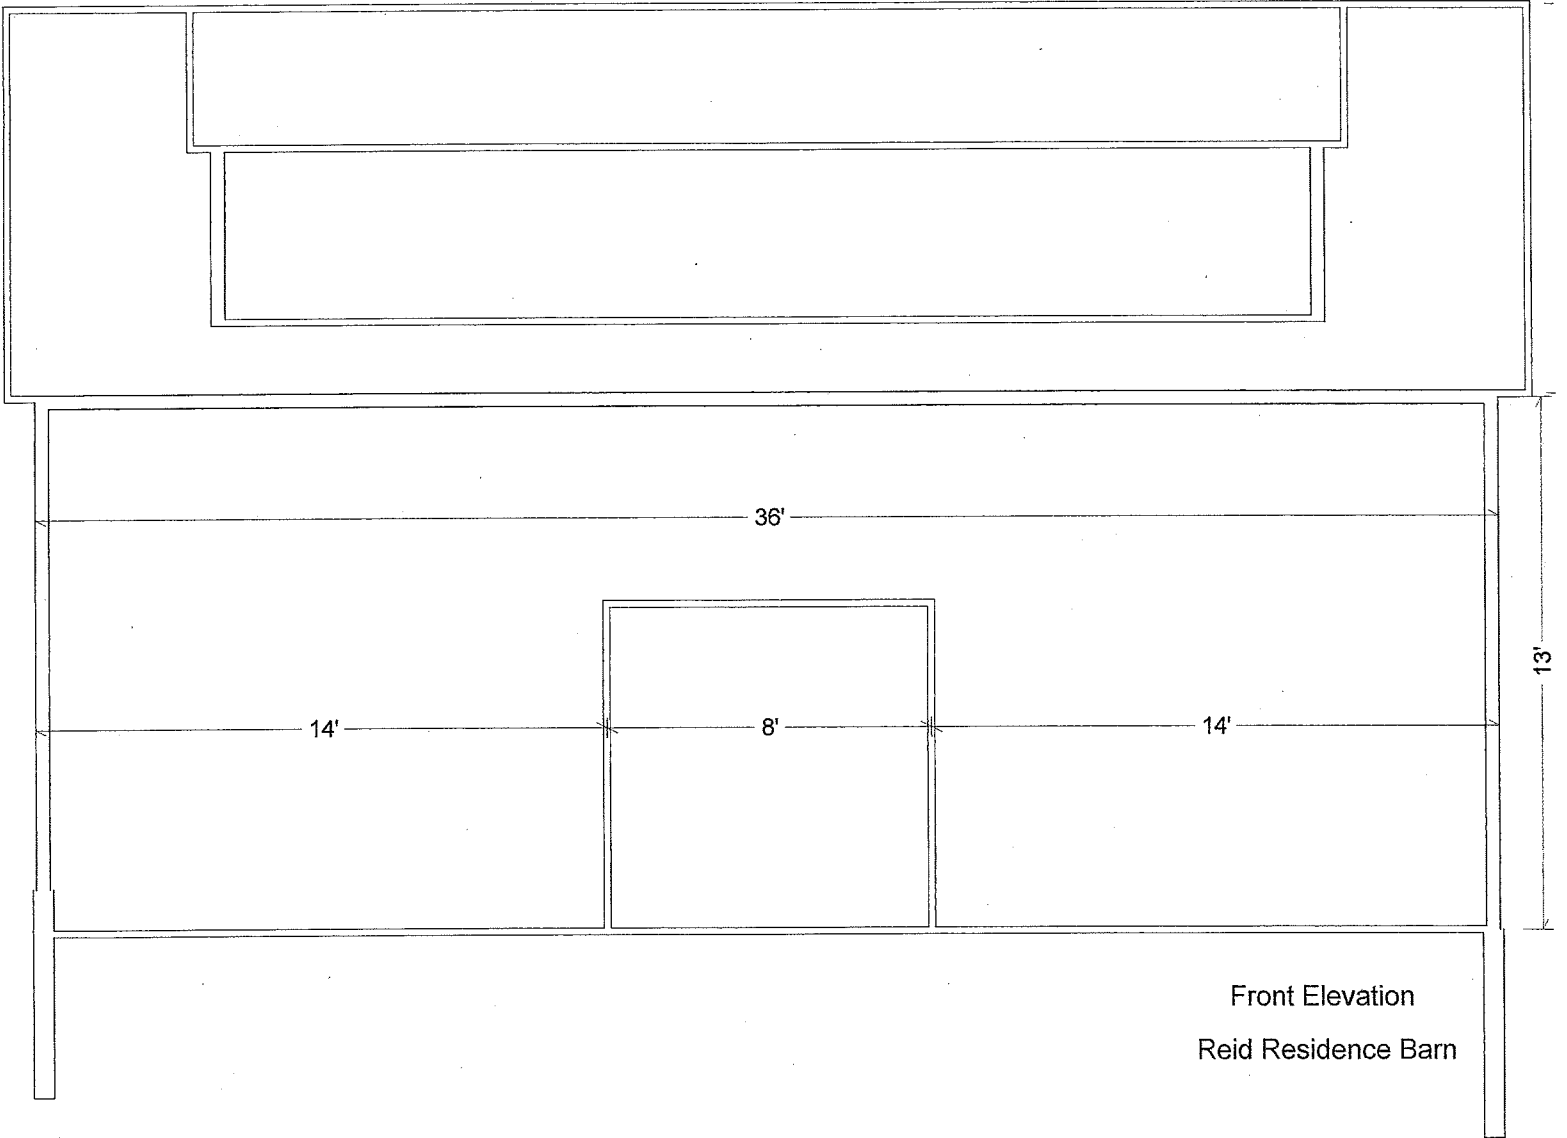 36'
14'
8'
14'
13'
Front Elevation
Reid Residence Barn